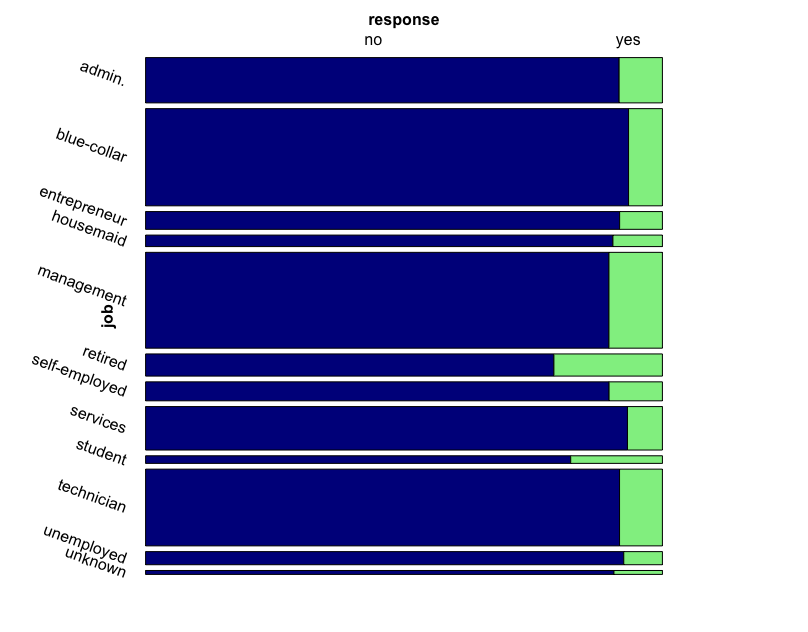 response
no yes
admin.
blue-collar
entrepreneur
housemaid
management
job
retired
self-employed
services
student
technician
unemployed
unknown